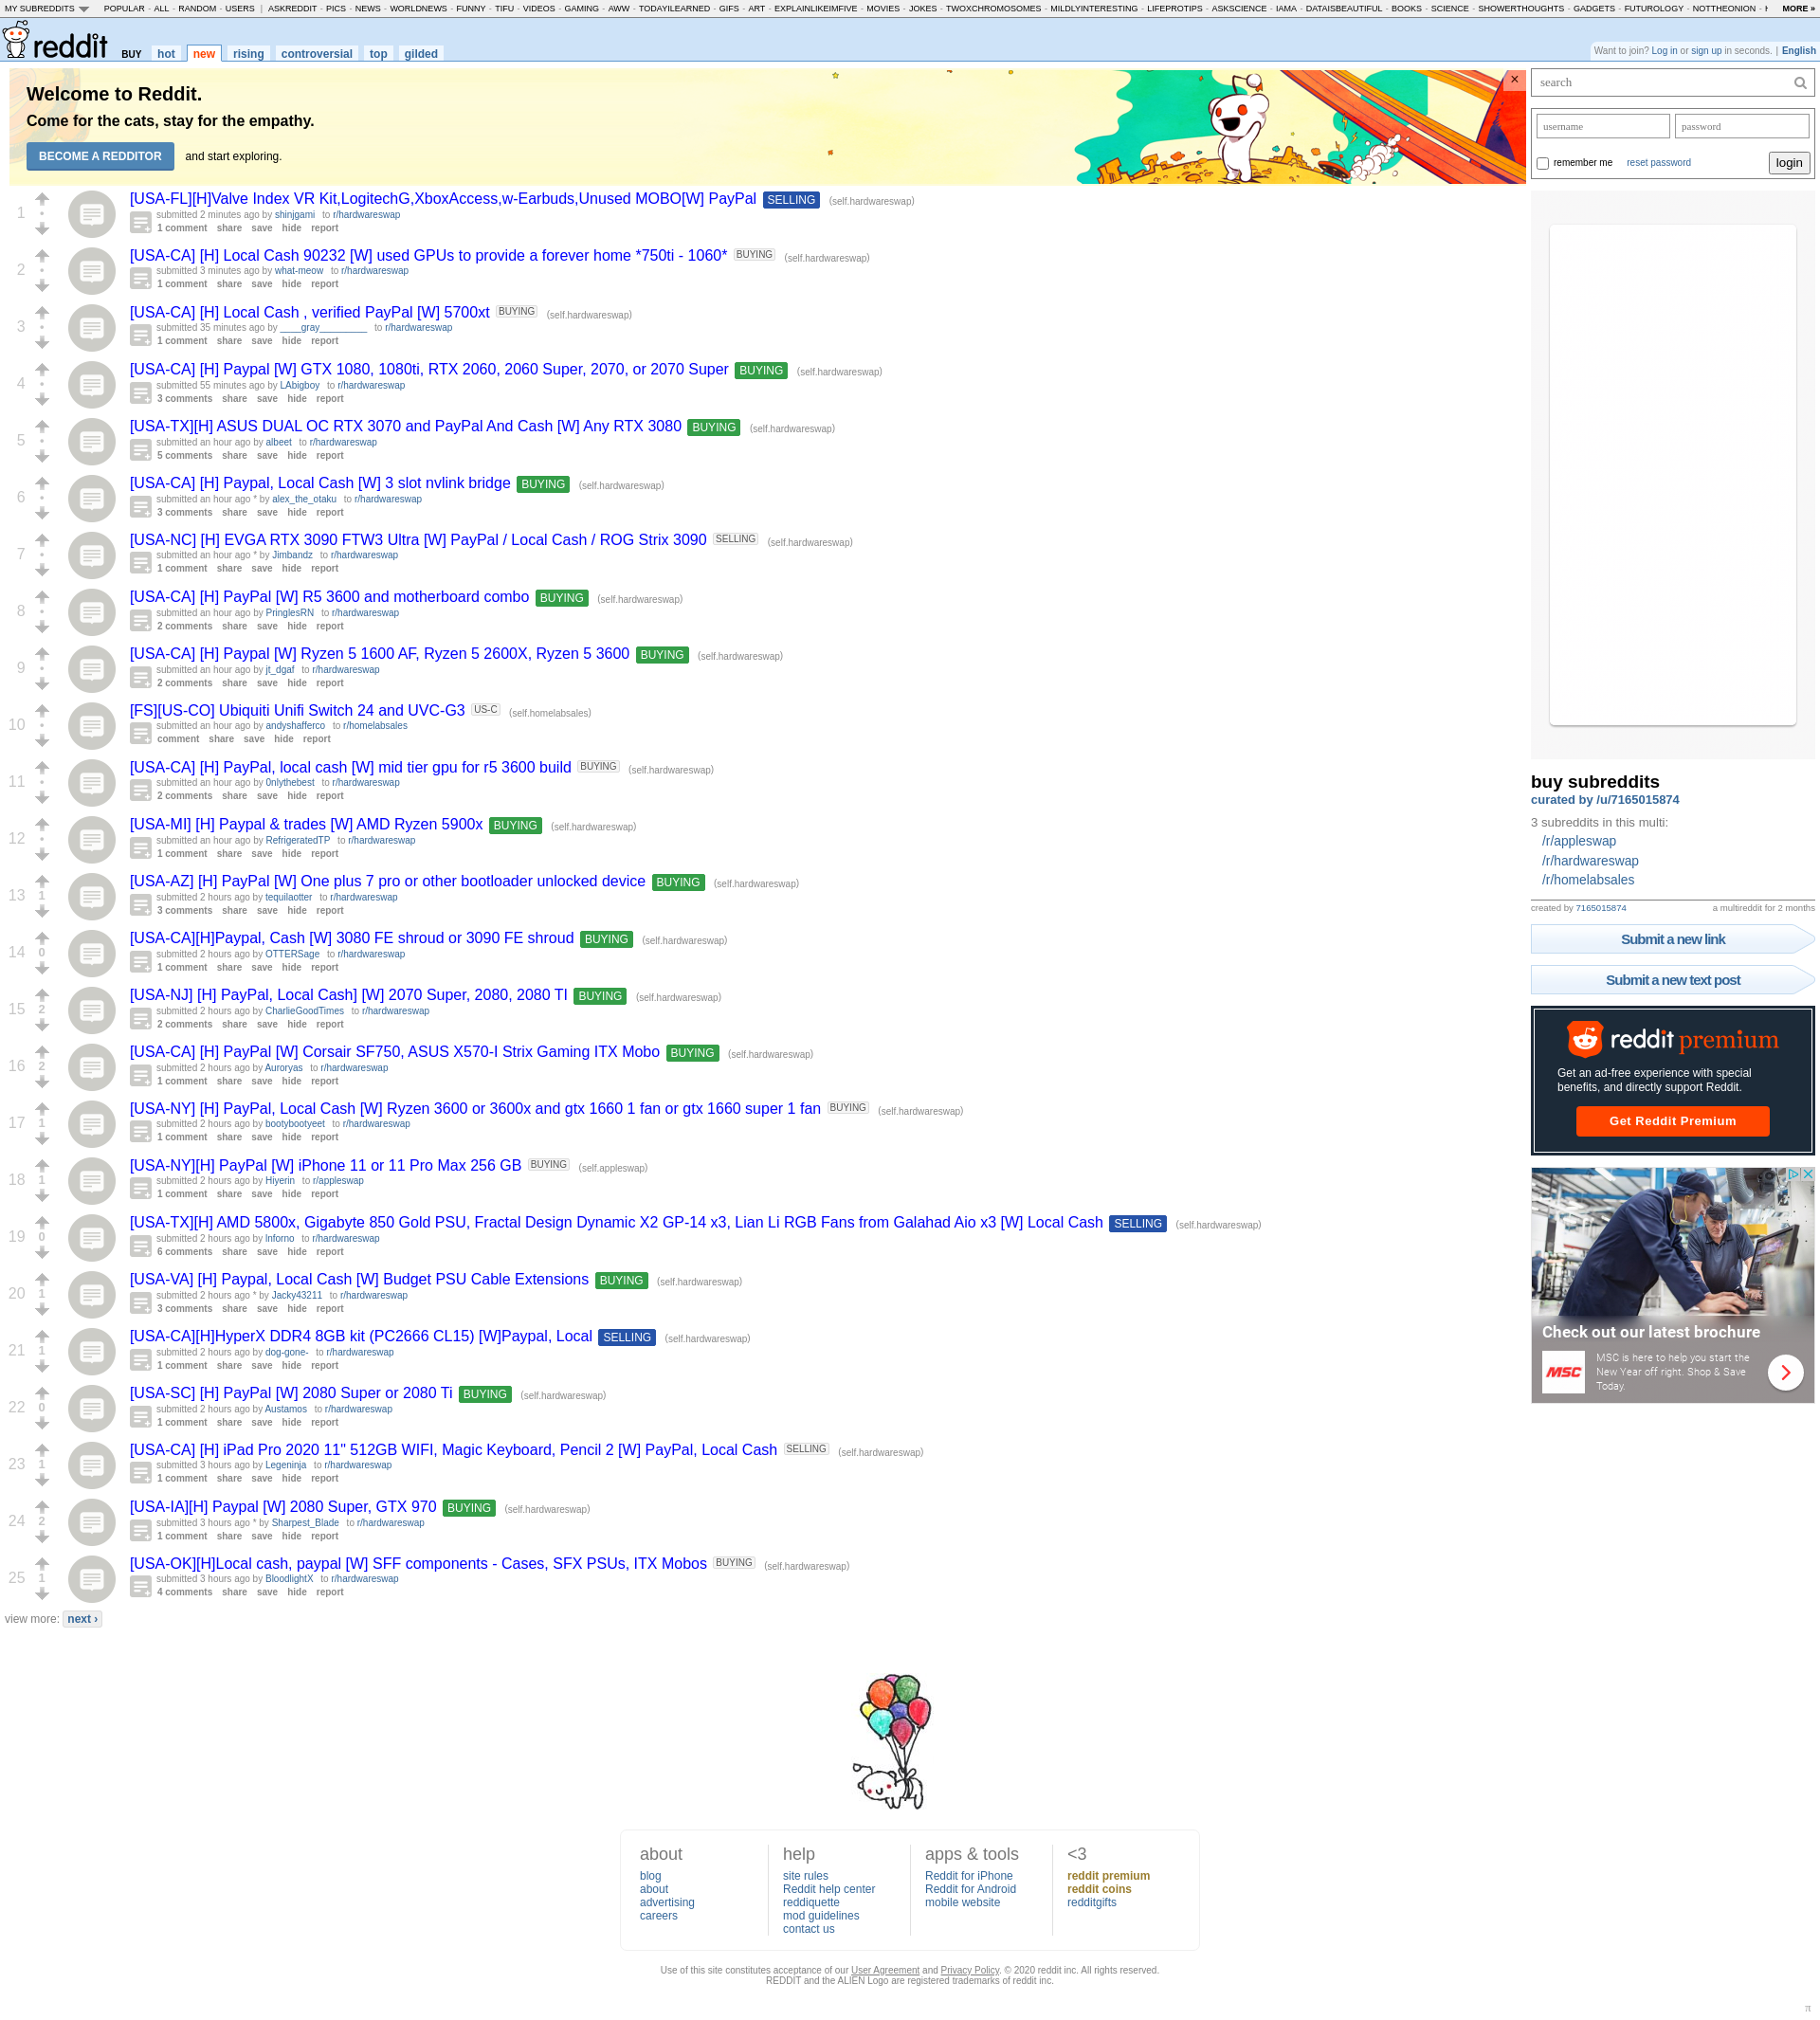 MY SUBREDDITS POPULAR - ALL - RANDOM - USERS | ASKREDDIT - PICS - NEWS - WORLDNEWS - FUNNY - TIFU - VIDEOS - GAMING - AWW - TODAYILEARNED - GIFS - ART - EXPLAINLIKEIMFIVE - MOVIES - JOKES - TWOXCHROMOSOMES - MILDLYINTERESTING - LIFEPROTIPS - ASKSCIENCE - IAMA - DATAISBEAUTIFUL - BOOKS - SCIENCE - SHOWERTHOUGHTS - GADGETS - FUTUROLOGY - NOTTHEONION - MORE »
reddit BUY hot new rising controversial top gilded
Want to join? Log in or sign up in seconds. | English
Welcome to Reddit.
Come for the cats, stay for the empathy.
BECOME A REDDITOR and start exploring.
×
search
username password
remember me reset password login
1 [USA-FL][H]Valve Index VR Kit,LogitechG,XboxAccess,w-Earbuds,Unused MOBO[W] PayPal SELLING (self.hardwareswap)
submitted 2 minutes ago by shinjgami to r/hardwareswap
1 comment share save hide report
2 [USA-CA] [H] Local Cash 90232 [W] used GPUs to provide a forever home *750ti - 1060* BUYING (self.hardwareswap)
submitted 3 minutes ago by what-meow to r/hardwareswap
1 comment share save hide report
3 [USA-CA] [H] Local Cash , verified PayPal [W] 5700xt BUYING (self.hardwareswap)
submitted 35 minutes ago by ____gray_________ to r/hardwareswap
1 comment share save hide report
4 [USA-CA] [H] Paypal [W] GTX 1080, 1080ti, RTX 2060, 2060 Super, 2070, or 2070 Super BUYING (self.hardwareswap)
submitted 55 minutes ago by LAbigboy to r/hardwareswap
3 comments share save hide report
5 [USA-TX][H] ASUS DUAL OC RTX 3070 and PayPal And Cash [W] Any RTX 3080 BUYING (self.hardwareswap)
submitted an hour ago by albeet to r/hardwareswap
5 comments share save hide report
6 [USA-CA] [H] Paypal, Local Cash [W] 3 slot nvlink bridge BUYING (self.hardwareswap)
submitted an hour ago * by alex_the_otaku to r/hardwareswap
3 comments share save hide report
7 [USA-NC] [H] EVGA RTX 3090 FTW3 Ultra [W] PayPal / Local Cash / ROG Strix 3090 SELLING (self.hardwareswap)
submitted an hour ago * by Jimbandz to r/hardwareswap
1 comment share save hide report
8 [USA-CA] [H] PayPal [W] R5 3600 and motherboard combo BUYING (self.hardwareswap)
submitted an hour ago by PringlesRN to r/hardwareswap
2 comments share save hide report
9 [USA-CA] [H] Paypal [W] Ryzen 5 1600 AF, Ryzen 5 2600X, Ryzen 5 3600 BUYING (self.hardwareswap)
submitted an hour ago by jt_dgaf to r/hardwareswap
2 comments share save hide report
10 [FS][US-CO] Ubiquiti Unifi Switch 24 and UVC-G3 US-C (self.homelabsales)
submitted an hour ago by andyshafferco to r/homelabsales
comment share save hide report
11 [USA-CA] [H] PayPal, local cash [W] mid tier gpu for r5 3600 build BUYING (self.hardwareswap)
submitted an hour ago by 0nlythebest to r/hardwareswap
2 comments share save hide report
12 [USA-MI] [H] Paypal & trades [W] AMD Ryzen 5900x BUYING (self.hardwareswap)
submitted an hour ago by RefrigeratedTP to r/hardwareswap
1 comment share save hide report
13 1 [USA-AZ] [H] PayPal [W] One plus 7 pro or other bootloader unlocked device BUYING (self.hardwareswap)
submitted 2 hours ago by tequilaotter to r/hardwareswap
3 comments share save hide report
14 0 [USA-CA][H]Paypal, Cash [W] 3080 FE shroud or 3090 FE shroud BUYING (self.hardwareswap)
submitted 2 hours ago by OTTERSage to r/hardwareswap
1 comment share save hide report
15 2 [USA-NJ] [H] PayPal, Local Cash] [W] 2070 Super, 2080, 2080 TI BUYING (self.hardwareswap)
submitted 2 hours ago by CharlieGoodTimes to r/hardwareswap
2 comments share save hide report
16 2 [USA-CA] [H] PayPal [W] Corsair SF750, ASUS X570-I Strix Gaming ITX Mobo BUYING (self.hardwareswap)
submitted 2 hours ago by Auroryas to r/hardwareswap
1 comment share save hide report
17 1 [USA-NY] [H] PayPal, Local Cash [W] Ryzen 3600 or 3600x and gtx 1660 1 fan or gtx 1660 super 1 fan BUYING (self.hardwareswap)
submitted 2 hours ago by bootybootyeet to r/hardwareswap
1 comment share save hide report
18 1 [USA-NY][H] PayPal [W] iPhone 11 or 11 Pro Max 256 GB BUYING (self.appleswap)
submitted 2 hours ago by Hiyerin to r/appleswap
1 comment share save hide report
19 0 [USA-TX][H] AMD 5800x, Gigabyte 850 Gold PSU, Fractal Design Dynamic X2 GP-14 x3, Lian Li RGB Fans from Galahad Aio x3 [W] Local Cash SELLING (self.hardwareswap)
submitted 2 hours ago by Inforno to r/hardwareswap
6 comments share save hide report
20 1 [USA-VA] [H] Paypal, Local Cash [W] Budget PSU Cable Extensions BUYING (self.hardwareswap)
submitted 2 hours ago * by Jacky43211 to r/hardwareswap
3 comments share save hide report
21 1 [USA-CA][H]HyperX DDR4 8GB kit (PC2666 CL15) [W]Paypal, Local SELLING (self.hardwareswap)
submitted 2 hours ago by dog-gone- to r/hardwareswap
1 comment share save hide report
22 0 [USA-SC] [H] PayPal [W] 2080 Super or 2080 Ti BUYING (self.hardwareswap)
submitted 2 hours ago by Austamos to r/hardwareswap
1 comment share save hide report
23 1 [USA-CA] [H] iPad Pro 2020 11" 512GB WIFI, Magic Keyboard, Pencil 2 [W] PayPal, Local Cash SELLING (self.hardwareswap)
submitted 3 hours ago by Legeninja to r/hardwareswap
1 comment share save hide report
24 2 [USA-IA][H] Paypal [W] 2080 Super, GTX 970 BUYING (self.hardwareswap)
submitted 3 hours ago * by Sharpest_Blade to r/hardwareswap
1 comment share save hide report
25 1 [USA-OK][H]Local cash, paypal [W] SFF components - Cases, SFX PSUs, ITX Mobos BUYING (self.hardwareswap)
submitted 3 hours ago by BloodlightX to r/hardwareswap
4 comments share save hide report
view more: next ›
buy subreddits
curated by /u/7165015874
3 subreddits in this multi:
/r/appleswap
/r/hardwareswap
/r/homelabsales
created by 7165015874 a multireddit for 2 months
Submit a new link
Submit a new text post
reddit premium
Get an ad-free experience with special
benefits, and directly support Reddit.
Get Reddit Premium
Check out our latest brochure
MSC
MSC is here to help you start the
New Year off right. Shop & Save
Today.
about
blog
about
advertising
careers
help
site rules
Reddit help center
reddiquette
mod guidelines
contact us
apps & tools
Reddit for iPhone
Reddit for Android
mobile website
<3
reddit premium
reddit coins
redditgifts
Use of this site constitutes acceptance of our User Agreement and Privacy Policy. © 2020 reddit inc. All rights reserved.
REDDIT and the ALIEN Logo are registered trademarks of reddit inc.
π